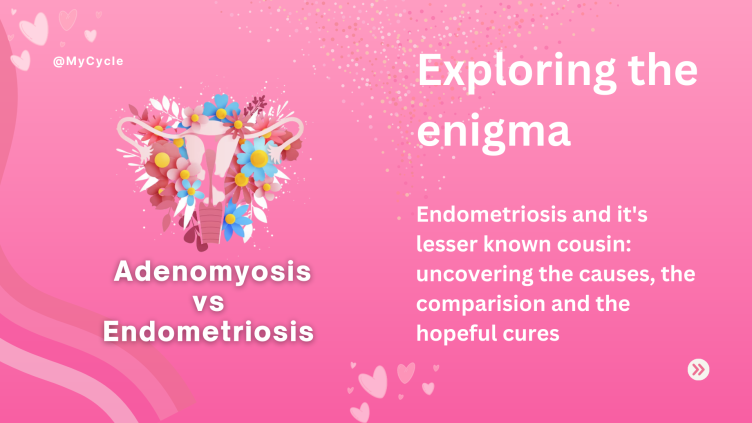 @MyCycle
Exploring the
enigma
Adenomyosis
vs
Endometriosis
Endometriosis and it's
lesser known cousin:
uncovering the causes, the
comparision and the
hopeful cures